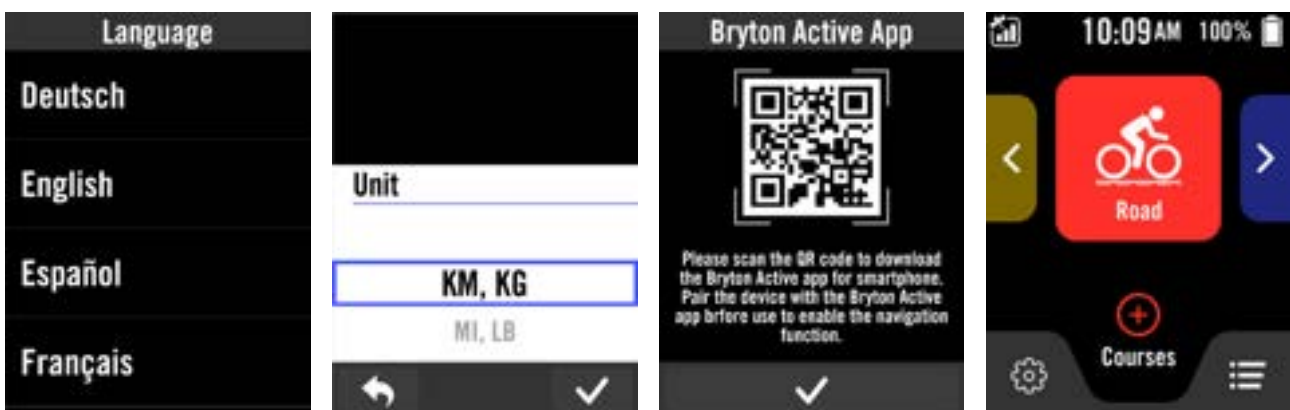 Language
Deutsch
English
Español
Français
Unit
KM, KG
MI, LB
Bryton Active App
Please scan the QR code to download
the Bryton Active app for smartphone.
Pair the device with the Bryton Active
app brfore use to enable the navigation
function.
10:09 AM 100%
Road
Courses